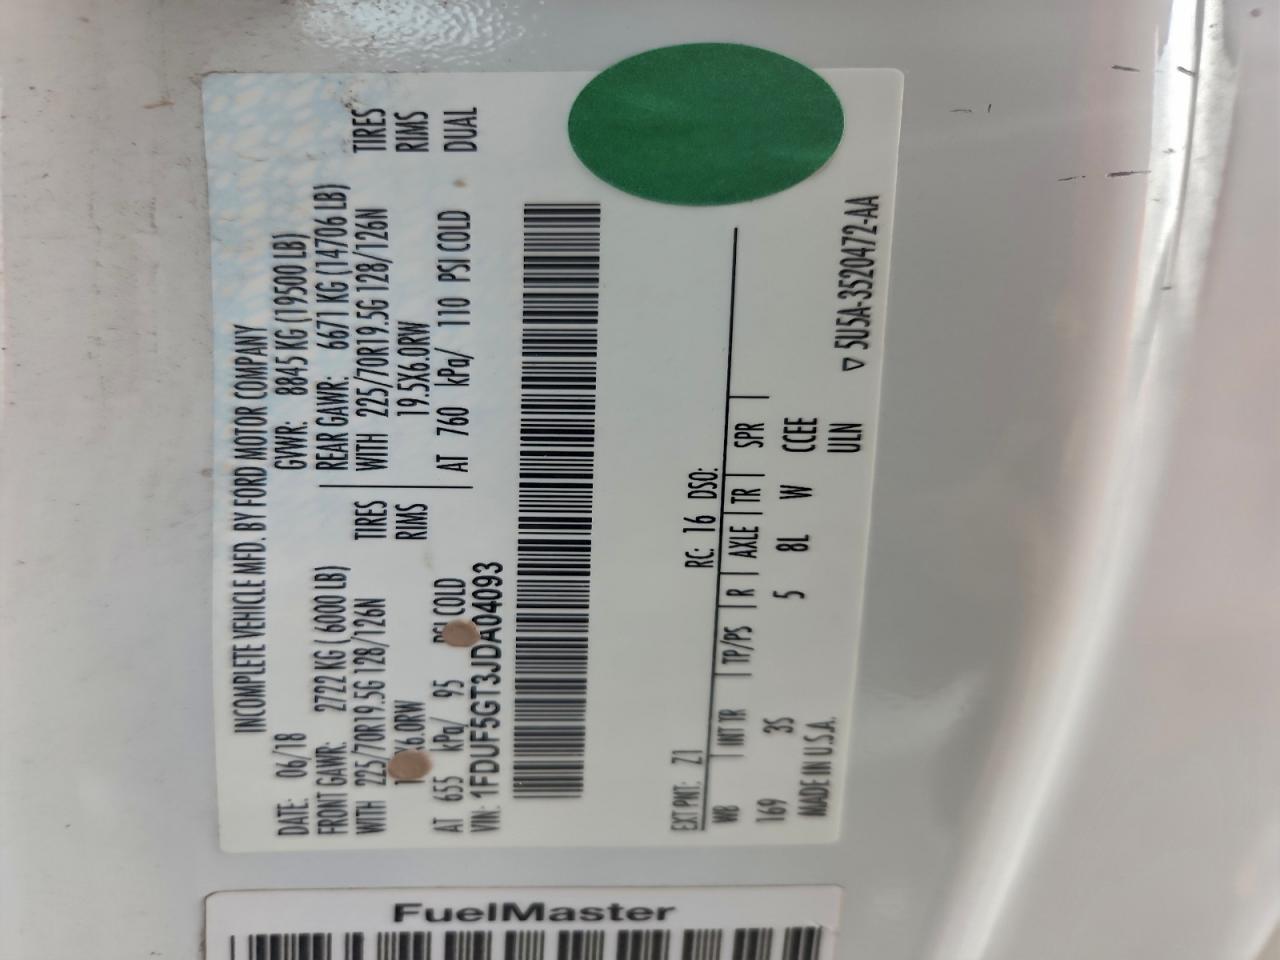 INCOMPLETE VEHICLE MFD. BY FORD MOTOR COMPANY
DATE: 06/18 GVWR: 8845 KG (19500 LB)
FRONT GAWR: 2722 KG ( 6000 LB) REAR GAWR: 6671 KG (14706 LB)
WITH 225/70R19.5G 128/126N TIRES WITH 225/70R19.5G 128/126N TIRES
X6.0RW RIMS 19.5X6.0RW RIMS
AT 655 kPa/ 95 PSI COLD AT 760 kPa/ 110 PSI COLD DUAL
VIN: 1FDUF5GT3JDA04093
EXT PNT: Z1 RC: 16 DSO:
WB | INT TR | TP/PS | R | AXLE | TR | SPR |
169 3S 5 8L W CCEE
MADE IN U.S.A. ULN
▽ 5U5A-3520472-AA
FuelMaster